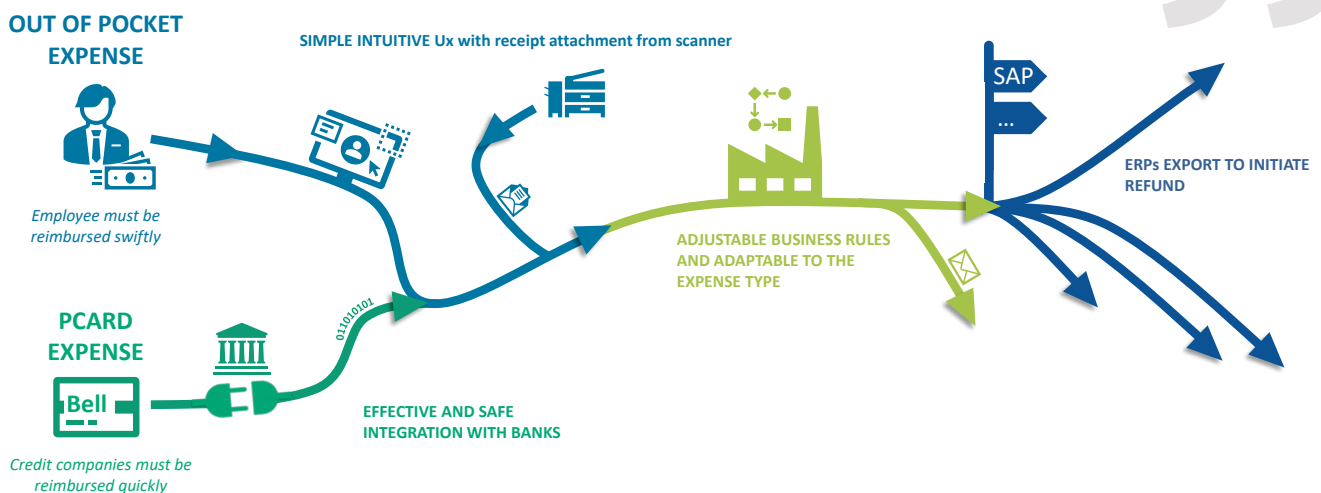 OUT OF POCKET
EXPENSE
Employee must be
reimbursed swiftly
SIMPLE INTUITIVE Ux with receipt attachment from scanner
PCARD
EXPENSE
Bell
Credit companies must be
reimbursed quickly
011010101
EFFECTIVE AND SAFE
INTEGRATION WITH BANKS
ADJUSTABLE BUSINESS RULES
AND ADAPTABLE TO THE
EXPENSE TYPE
SAP
...
ERPs EXPORT TO INITIATE
REFUND